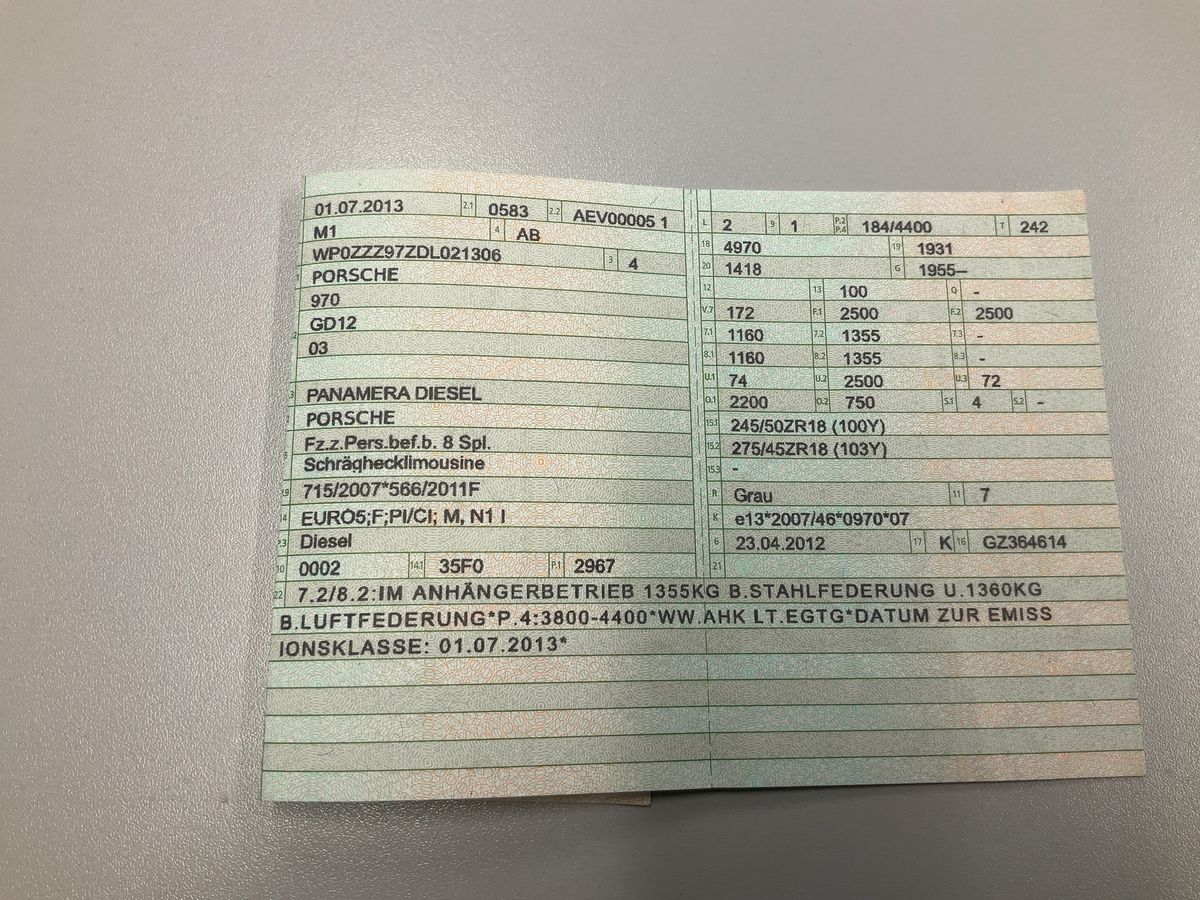 01.07.2013 2.1 0583 2.2 AEV00005 1
M1 4 AB
WP0ZZZ97ZDL021306 3 4
PORSCHE
970
GD12
03
PANAMERA DIESEL
PORSCHE
Fz.z.Pers.bef.b. 8 Spl.
5 Schräghecklimousine
715/2007*566/2011F
14 EURO5;F;PI/CI; M, N1 I
P.3 Diesel
10 0002 14.1 35F0 P.1 2967
L 2 9 1 P.2 P.4 184/4400 T 242
18 4970 19 1931
20 1418 G 1955–
12 13 100 Q -
V.7 172 F.1 2500 F.2 2500
7.1 1160 7.2 1355 7.3 -
8.1 1160 8.2 1355 8.3 -
U.1 74 U.2 2500 U.3 72
O.1 2200 O.2 750 S.1 4 S.2 -
15.1 245/50ZR18 (100Y)
15.2 275/45ZR18 (103Y)
15.3 -
R Grau 11 7
K e13*2007/46*0970*07
6 23.04.2012 17 K 16 GZ364614
21
22 7.2/8.2:IM ANHÄNGERBETRIEB 1355KG B.STAHLFEDERUNG U.1360KG
B.LUFTFEDERUNG*P.4:3800-4400*WW.AHK LT.EGTG*DATUM ZUR EMISS
IONSKLASSE: 01.07.2013*